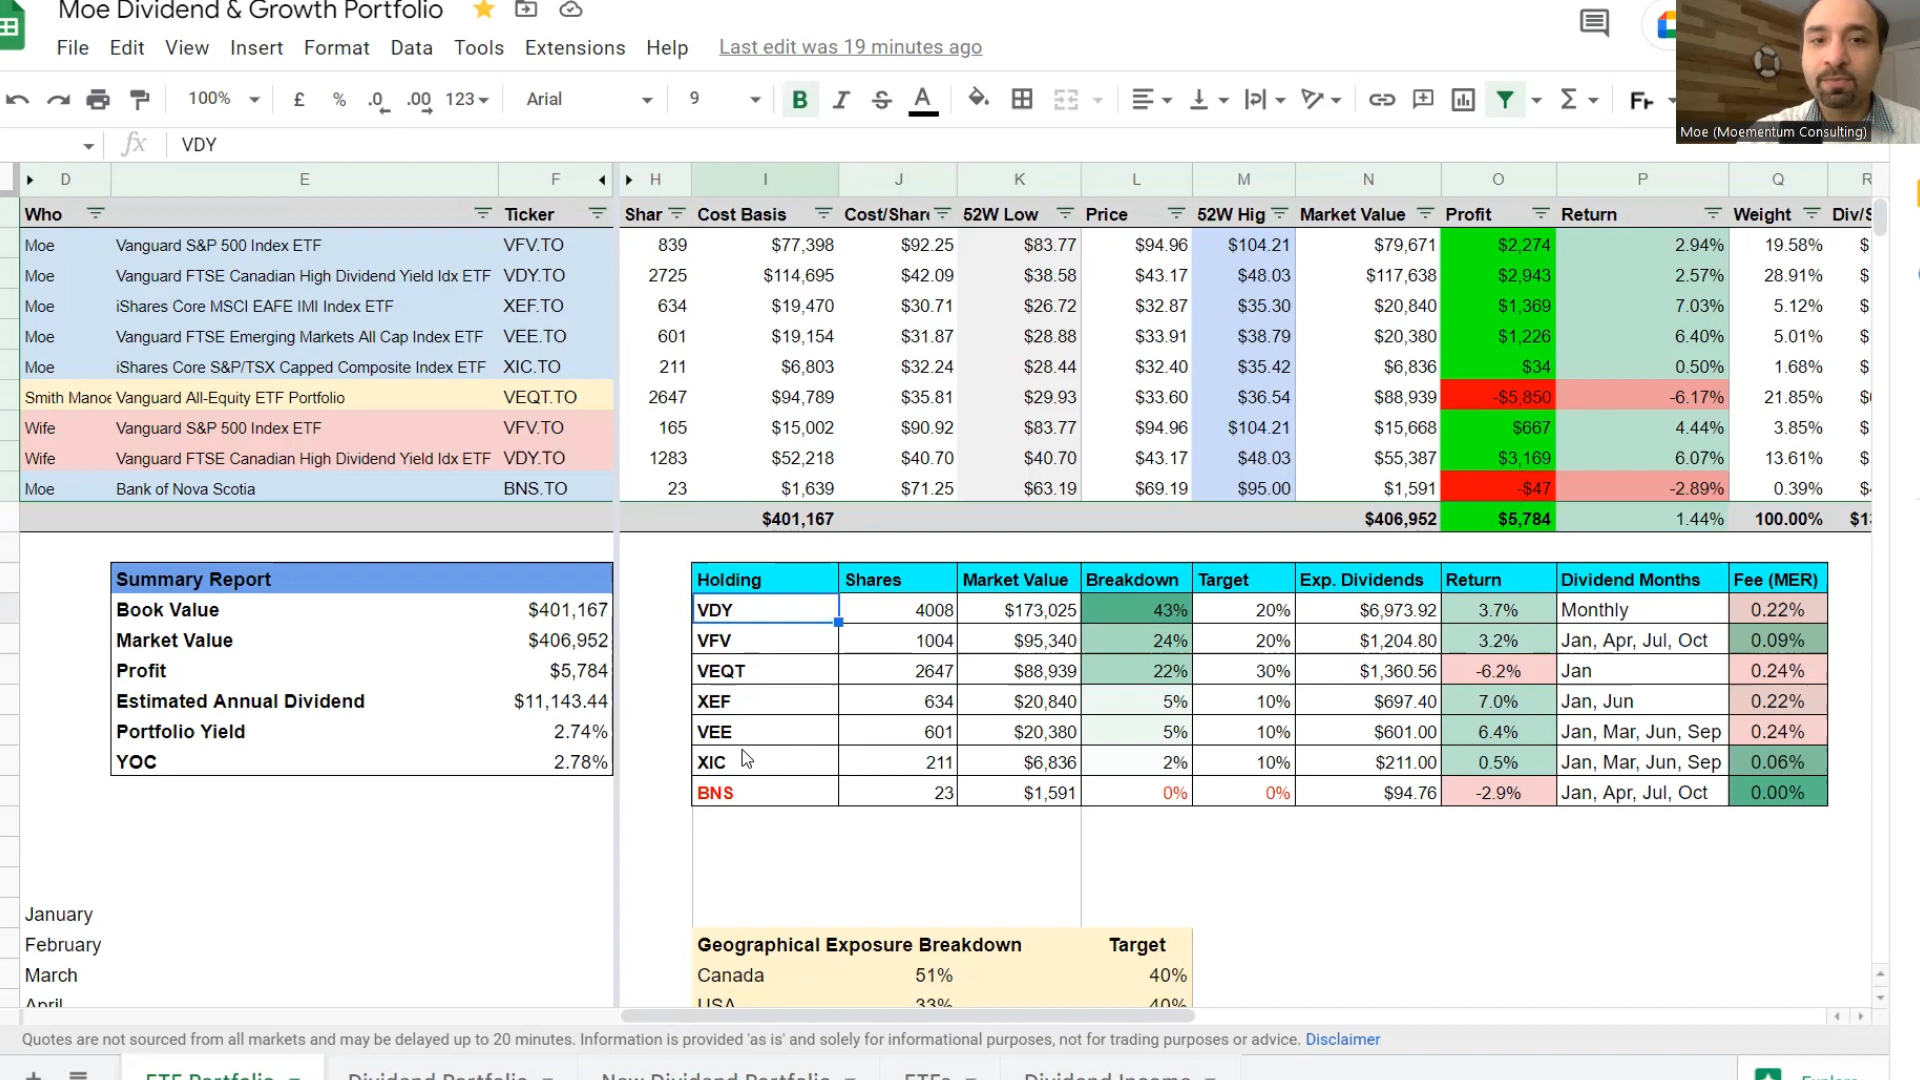 Moe Dividend & Growth Portfolio
File Edit View Insert Format Data Tools Extensions Help Last edit was 19 minutes ago
100% £ % .0 .00 123 Arial 9 B I S A
Moe (Moementum Consulting)
fx VDY
D E F H I J K L M N O P Q R
Who Ticker Shar Cost Basis Cost/Share 52W Low Price 52W Hig Market Value Profit Return Weight Div/S
Moe Vanguard S&P 500 Index ETF VFV.TO 839 $77,398 $92.25 $83.77 $94.96 $104.21 $79,671 $2,274 2.94% 19.58% $
Moe Vanguard FTSE Canadian High Dividend Yield Idx ETF VDY.TO 2725 $114,695 $42.09 $38.58 $43.17 $48.03 $117,638 $2,943 2.57% 28.91% $
Moe iShares Core MSCI EAFE IMI Index ETF XEF.TO 634 $19,470 $30.71 $26.72 $32.87 $35.30 $20,840 $1,369 7.03% 5.12% $
Moe Vanguard FTSE Emerging Markets All Cap Index ETF VEE.TO 601 $19,154 $31.87 $28.88 $33.91 $38.79 $20,380 $1,226 6.40% 5.01% $
Moe iShares Core S&P/TSX Capped Composite Index ETF XIC.TO 211 $6,803 $32.24 $28.44 $32.40 $35.42 $6,836 $34 0.50% 1.68% $
Smith Manoe Vanguard All-Equity ETF Portfolio VEQT.TO 2647 $94,789 $35.81 $29.93 $33.60 $36.54 $88,939 -$5,850 -6.17% 21.85% $
Wife Vanguard S&P 500 Index ETF VFV.TO 165 $15,002 $90.92 $83.77 $94.96 $104.21 $15,668 $667 4.44% 3.85% $
Wife Vanguard FTSE Canadian High Dividend Yield Idx ETF VDY.TO 1283 $52,218 $40.70 $40.70 $43.17 $48.03 $55,387 $3,169 6.07% 13.61% $
Moe Bank of Nova Scotia BNS.TO 23 $1,639 $71.25 $63.19 $69.19 $95.00 $1,591 -$47 -2.89% 0.39% $
$401,167 $406,952 $5,784 1.44% 100.00% $1
Summary Report
Book Value $401,167
Market Value $406,952
Profit $5,784
Estimated Annual Dividend $11,143.44
Portfolio Yield 2.74%
YOC 2.78%
Holding Shares Market Value Breakdown Target Exp. Dividends Return Dividend Months Fee (MER)
VDY 4008 $173,025 43% 20% $6,973.92 3.7% Monthly 0.22%
VFV 1004 $95,340 24% 20% $1,204.80 3.2% Jan, Apr, Jul, Oct 0.09%
VEQT 2647 $88,939 22% 30% $1,360.56 -6.2% Jan 0.24%
XEF 634 $20,840 5% 10% $697.40 7.0% Jan, Jun 0.22%
VEE 601 $20,380 5% 10% $601.00 6.4% Jan, Mar, Jun, Sep 0.24%
XIC 211 $6,836 2% 10% $211.00 0.5% Jan, Mar, Jun, Sep 0.06%
BNS 23 $1,591 0% 0% $94.76 -2.9% Jan, Apr, Jul, Oct 0.00%
January
February
March
April
Geographical Exposure Breakdown Target
Canada 51% 40%
USA 33% 40%
Quotes are not sourced from all markets and may be delayed up to 20 minutes. Information is provided 'as is' and solely for informational purposes, not for trading purposes or advice. Disclaimer
ETF Portfolio Dividend Portfolio New Dividend Portfolio ETFs Dividend Income Explore